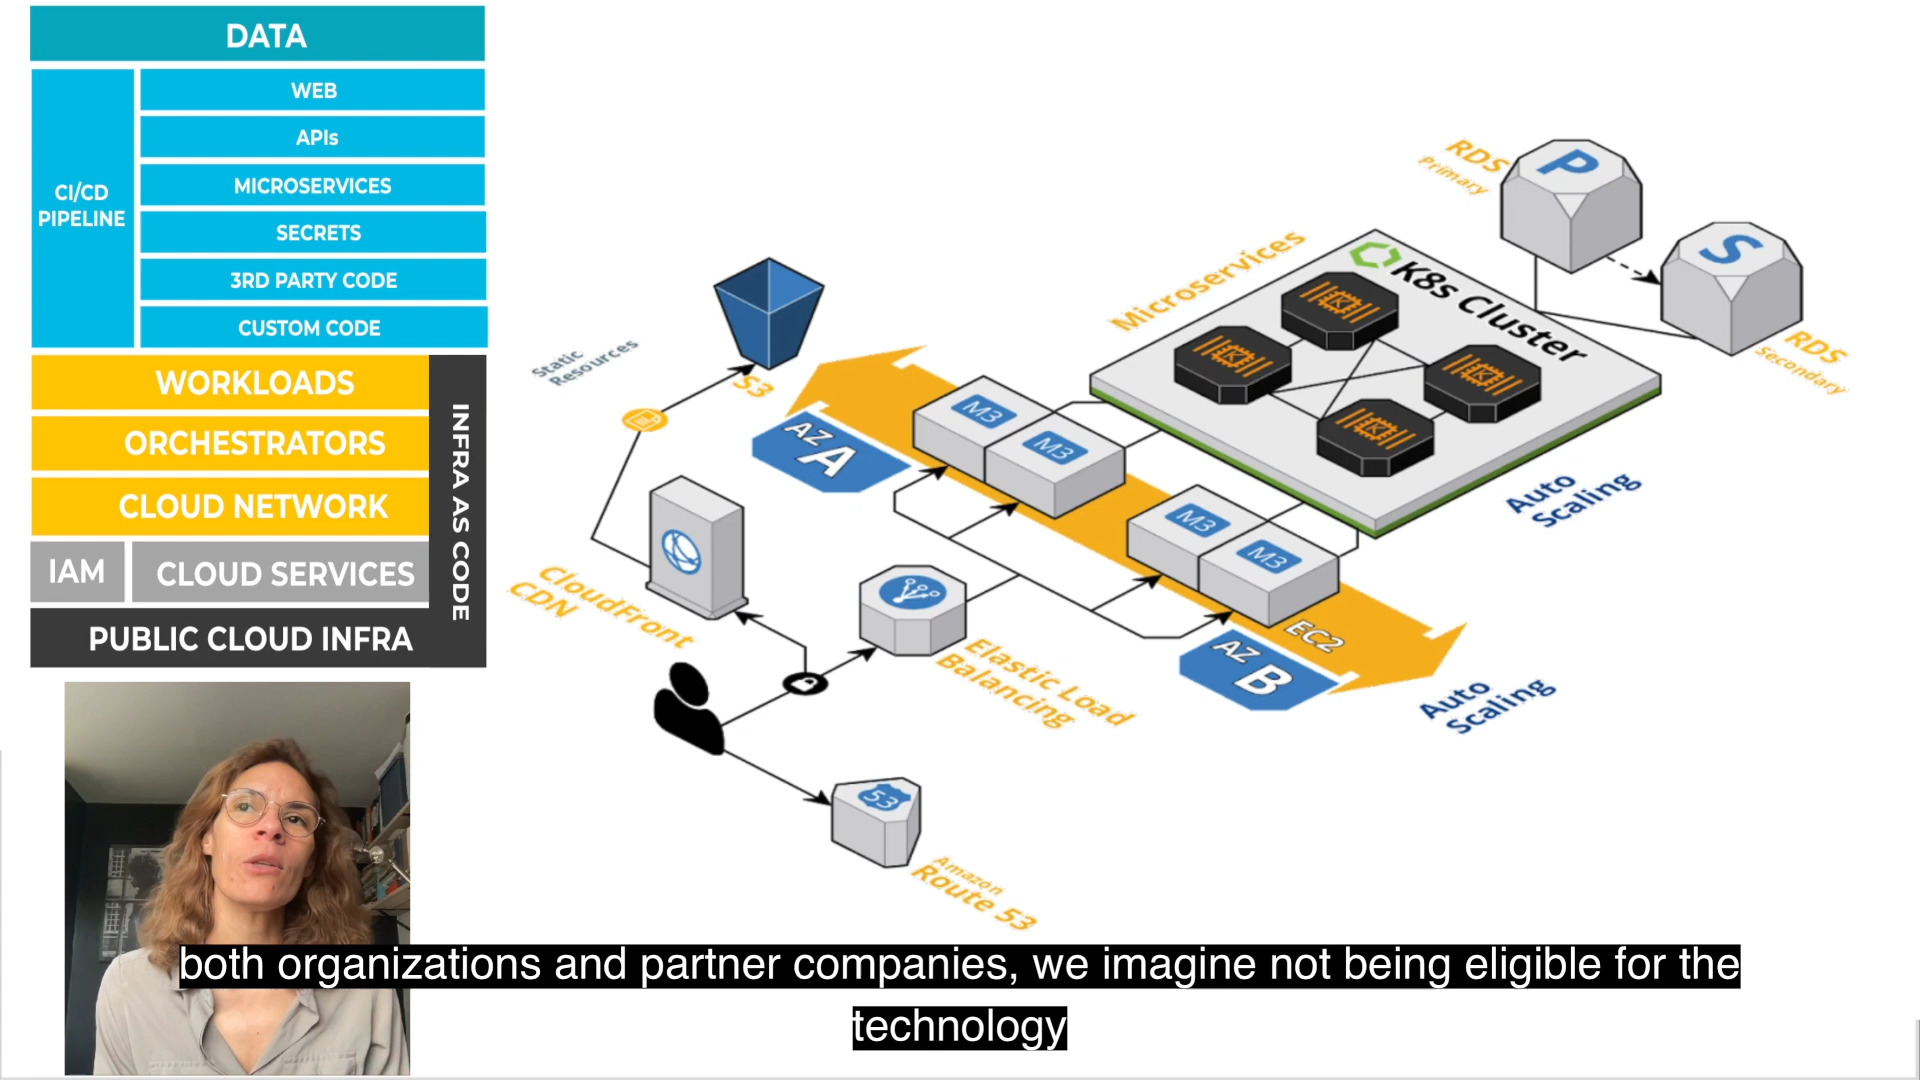 DATA
CI/CD
PIPELINE
WEB
APIs
MICROSERVICES
SECRETS
3RD PARTY CODE
CUSTOM CODE
WORKLOADS
ORCHESTRATORS
CLOUD NETWORK
IAM
CLOUD SERVICES
INFRA AS CODE
PUBLIC CLOUD INFRA
Static
Resources
S3
CloudFront
CDN
AZ
A
M3
M3
M3
M3
EC2
AZ
B
Elastic Load
Balancing
53
Amazon
Route 53
Microservices
K8s Cluster
K
K
K
K
Auto
Scaling
Auto
Scaling
RDS
Primary
P
S
RDS
Secondary
both organizations and partner companies, we imagine not being eligible for the
technology